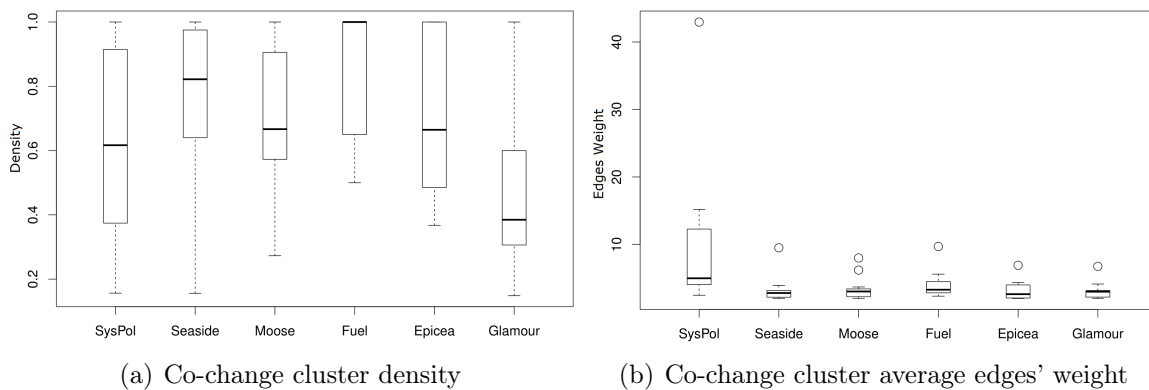 Density
1.0
0.8
0.6
0.4
0.2
SysPol Seaside Moose Fuel Epicea Glamour
(a) Co-change cluster density
Edges Weight
40
30
20
10
SysPol Seaside Moose Fuel Epicea Glamour
(b) Co-change cluster average edges' weight